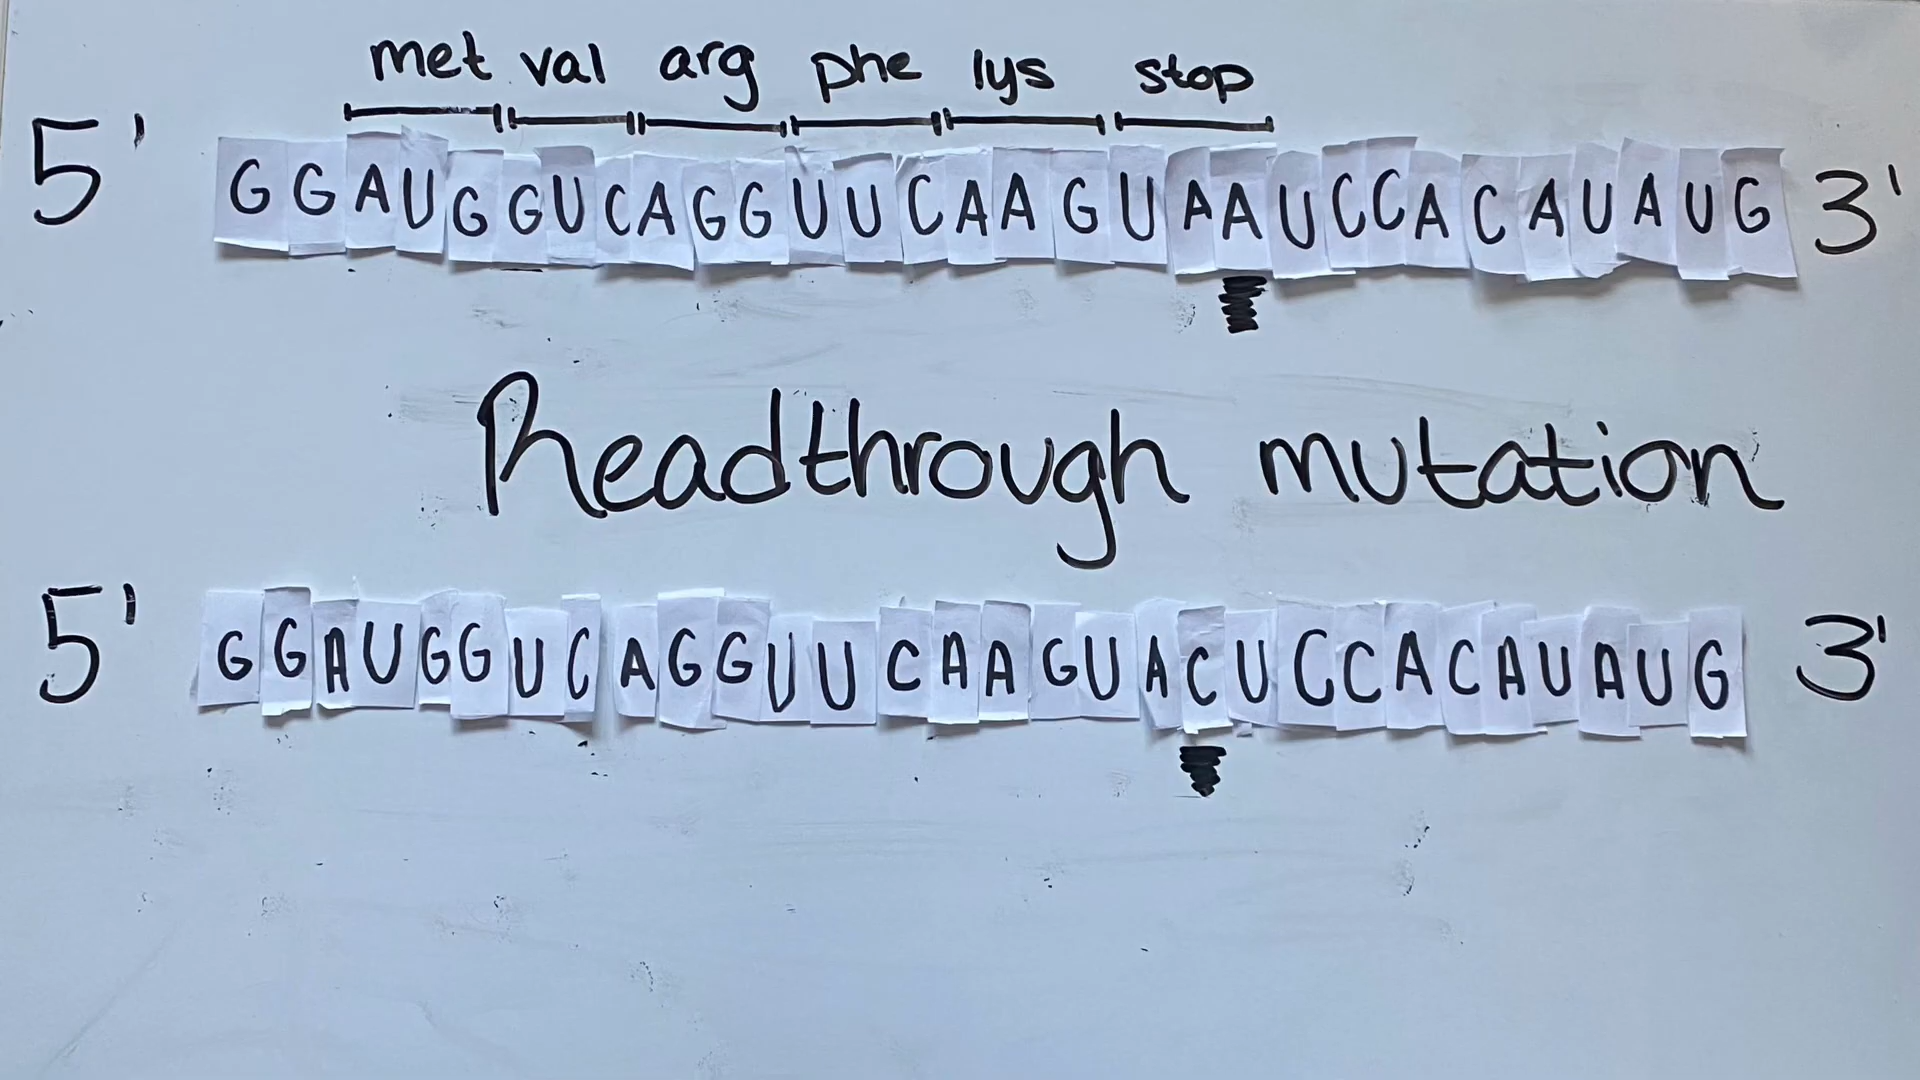 met val arg phe lys stop
5' GGAUGGUCAGGUUCAAGUAAUCCACAUAUG 3'
Readthrough mutation
5' GGAUGGUCAGGUUCAAGUACUCCACAUAUG 3'